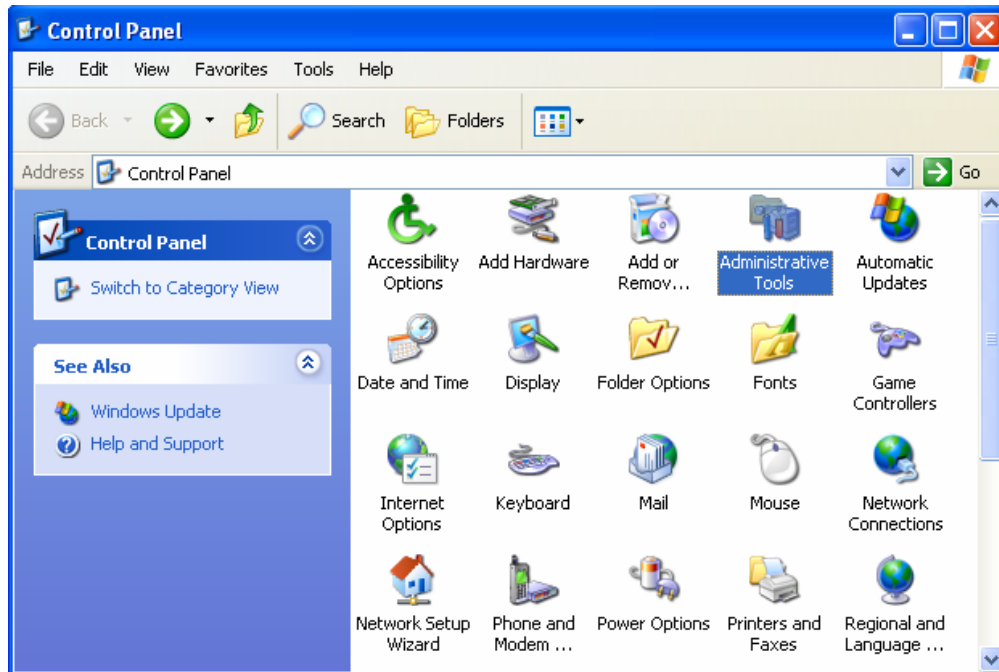 Control Panel
File Edit View Favorites Tools Help
Back Search Folders
Address Control Panel Go
Control Panel
Switch to Category View
See Also
Windows Update
Help and Support
Accessibility Options
Add Hardware
Add or Remov...
Administrative Tools
Automatic Updates
Date and Time
Display
Folder Options
Fonts
Game Controllers
Internet Options
Keyboard
Mail
Mouse
Network Connections
Network Setup Wizard
Phone and Modem ...
Power Options
Printers and Faxes
Regional and Language ...